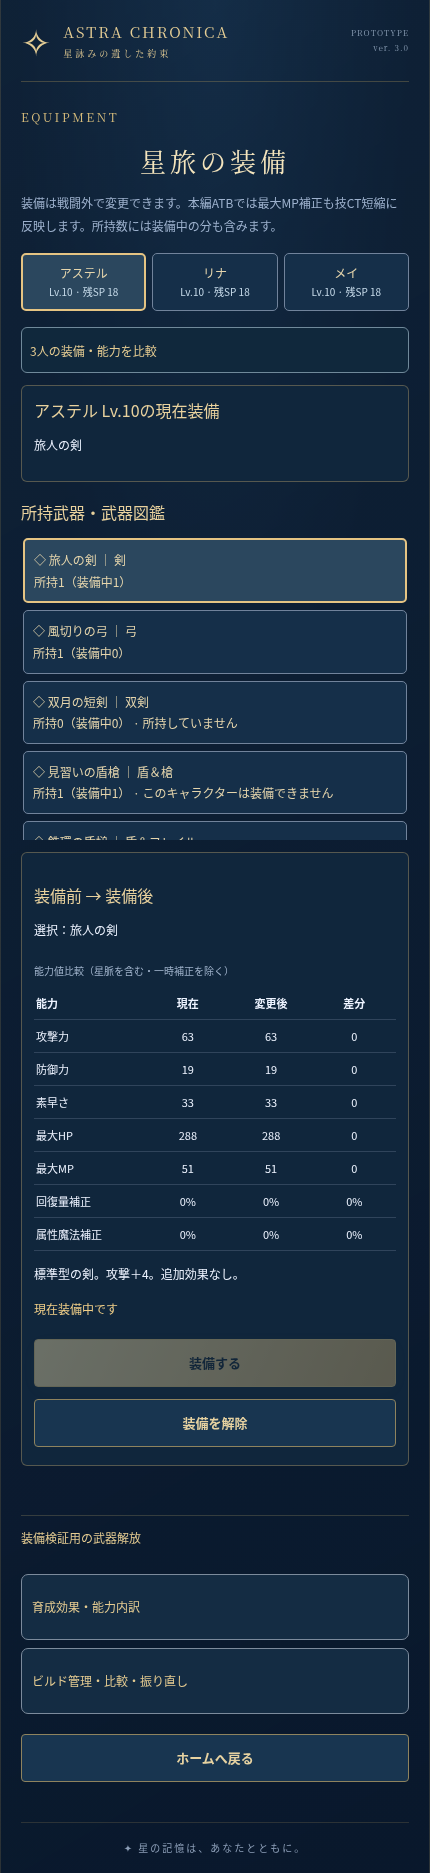 ASTRA CHRONICA
星詠みの遺した約束
PROTOTYPE
ver. 3.0
EQUIPMENT
星旅の装備
装備は戦闘外で変更できます。本編ATBでは最大MP補正も技CT短縮に
反映します。所持数には装備中の分も含みます。
アステル
Lv.10・残SP 18
リナ
Lv.10・残SP 18
メイ
Lv.10・残SP 18
3人の装備・能力を比較
アステル Lv.10の現在装備
旅人の剣
所持武器・武器図鑑
◇ 旅人の剣 ｜ 剣
所持1（装備中1）
◇ 風切りの弓 ｜ 弓
所持1（装備中0）
◇ 双月の短剣 ｜ 双剣
所持0（装備中0）・所持していません
◇ 見習いの盾槍 ｜ 盾＆槍
所持1（装備中1）・このキャラクターは装備できません
装備前 → 装備後
選択：旅人の剣
能力値比較（星脈を含む・一時補正を除く）
能力 現在 変更後 差分
攻撃力 63 63 0
防御力 19 19 0
素早さ 33 33 0
最大HP 288 288 0
最大MP 51 51 0
回復量補正 0% 0% 0%
属性魔法補正 0% 0% 0%
標準型の剣。攻撃＋4。追加効果なし。
現在装備中です
装備する
装備を解除
装備検証用の武器解放
育成効果・能力内訳
ビルド管理・比較・振り直し
ホームへ戻る
✦ 星の記憶は、あなたとともに。